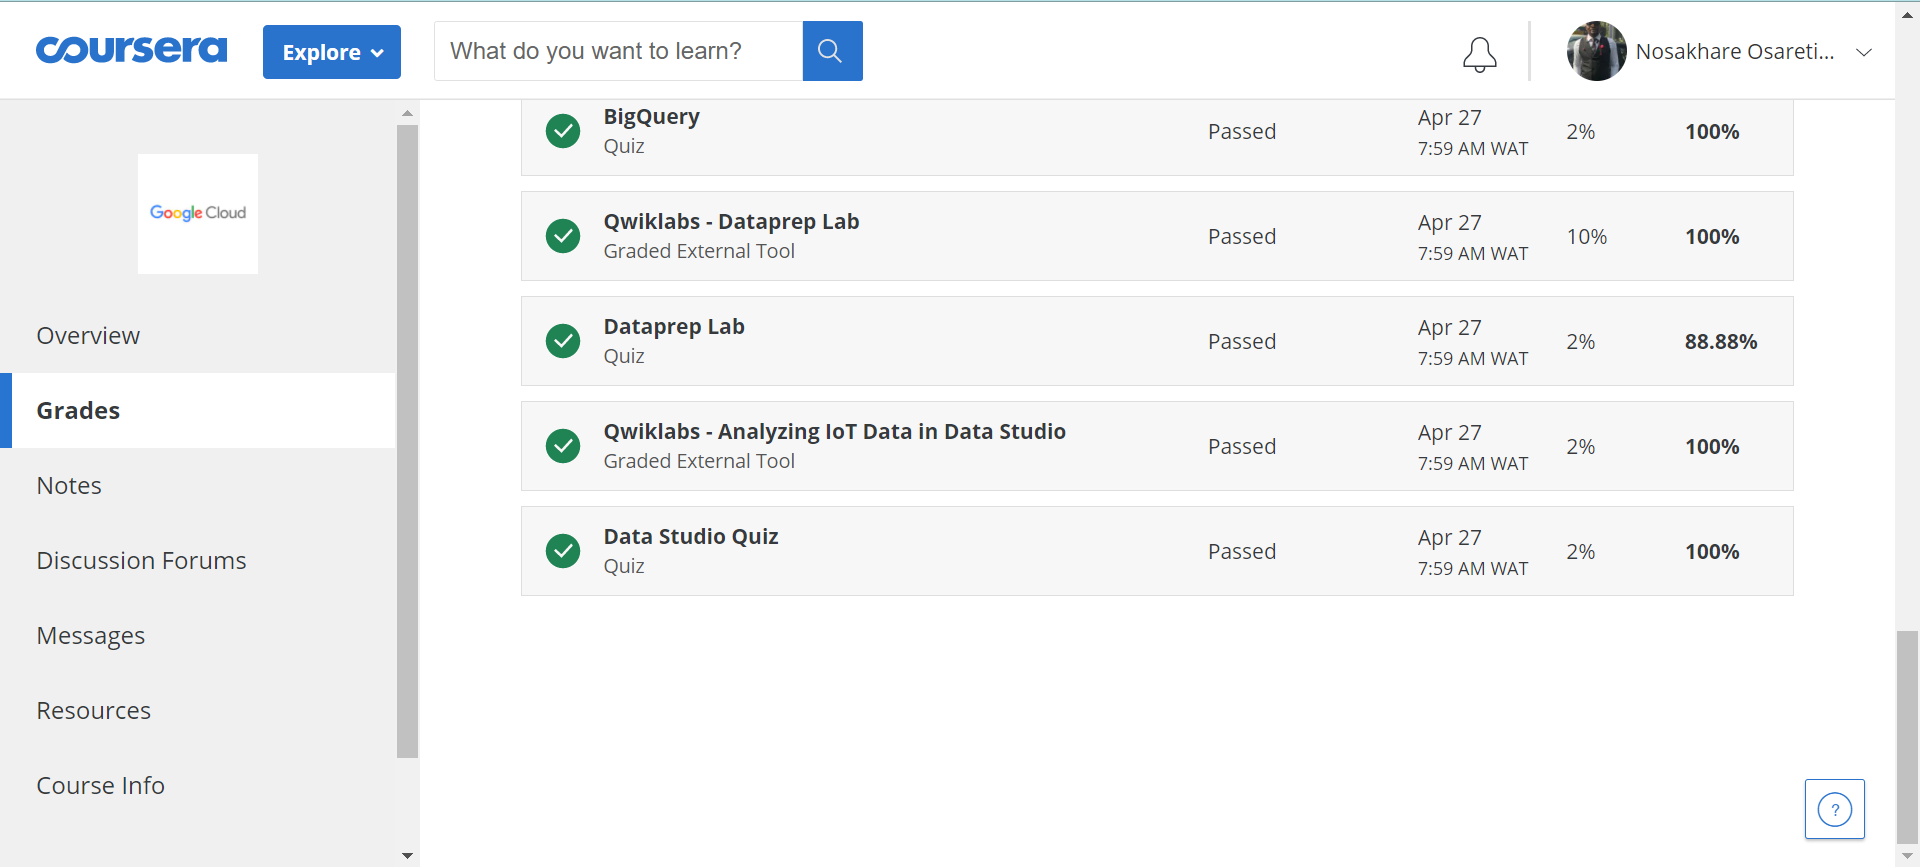 coursera
Explore
What do you want to learn?
Nosakhare Osareti...
Google Cloud
Overview
Grades
Notes
Discussion Forums
Messages
Resources
Course Info
BigQuery
Quiz
Passed
Apr 27
7:59 AM WAT
2%
100%
Qwiklabs - Dataprep Lab
Graded External Tool
Passed
Apr 27
7:59 AM WAT
10%
100%
Dataprep Lab
Quiz
Passed
Apr 27
7:59 AM WAT
2%
88.88%
Qwiklabs - Analyzing IoT Data in Data Studio
Graded External Tool
Passed
Apr 27
7:59 AM WAT
2%
100%
Data Studio Quiz
Quiz
Passed
Apr 27
7:59 AM WAT
2%
100%
?